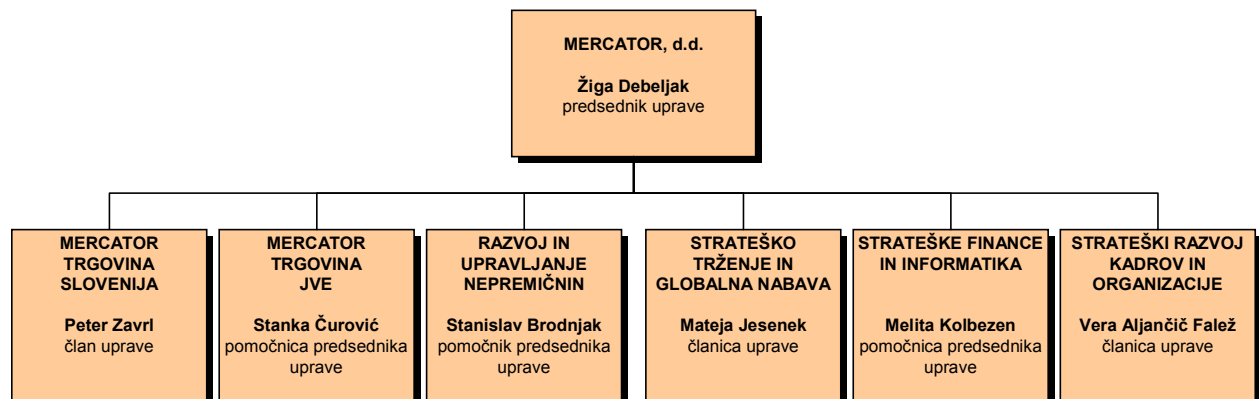 MERCATOR, d.d.
Žiga Debeljak
predsednik uprave
MERCATOR
TRGOVINA
SLOVENIJA
Peter Zavrl
član uprave
MERCATOR
TRGOVINA
JVE
Stanka Čurović
pomočnica predsednika
uprave
RAZVOJ IN
UPRAVLJANJE
NEPREMIČNIN
Stanislav Brodnjak
pomočnik predsednika
uprave
STRATEŠKO
TRŽENJE IN
GLOBALNA NABAVA
Mateja Jesenek
članica uprave
STRATEŠKE FINANCE
IN INFORMATIKA
Melita Kolbezen
pomočnica predsednika
uprave
STRATEŠKI RAZVOJ
KADROV IN
ORGANIZACIJE
Vera Aljančič Falež
članica uprave